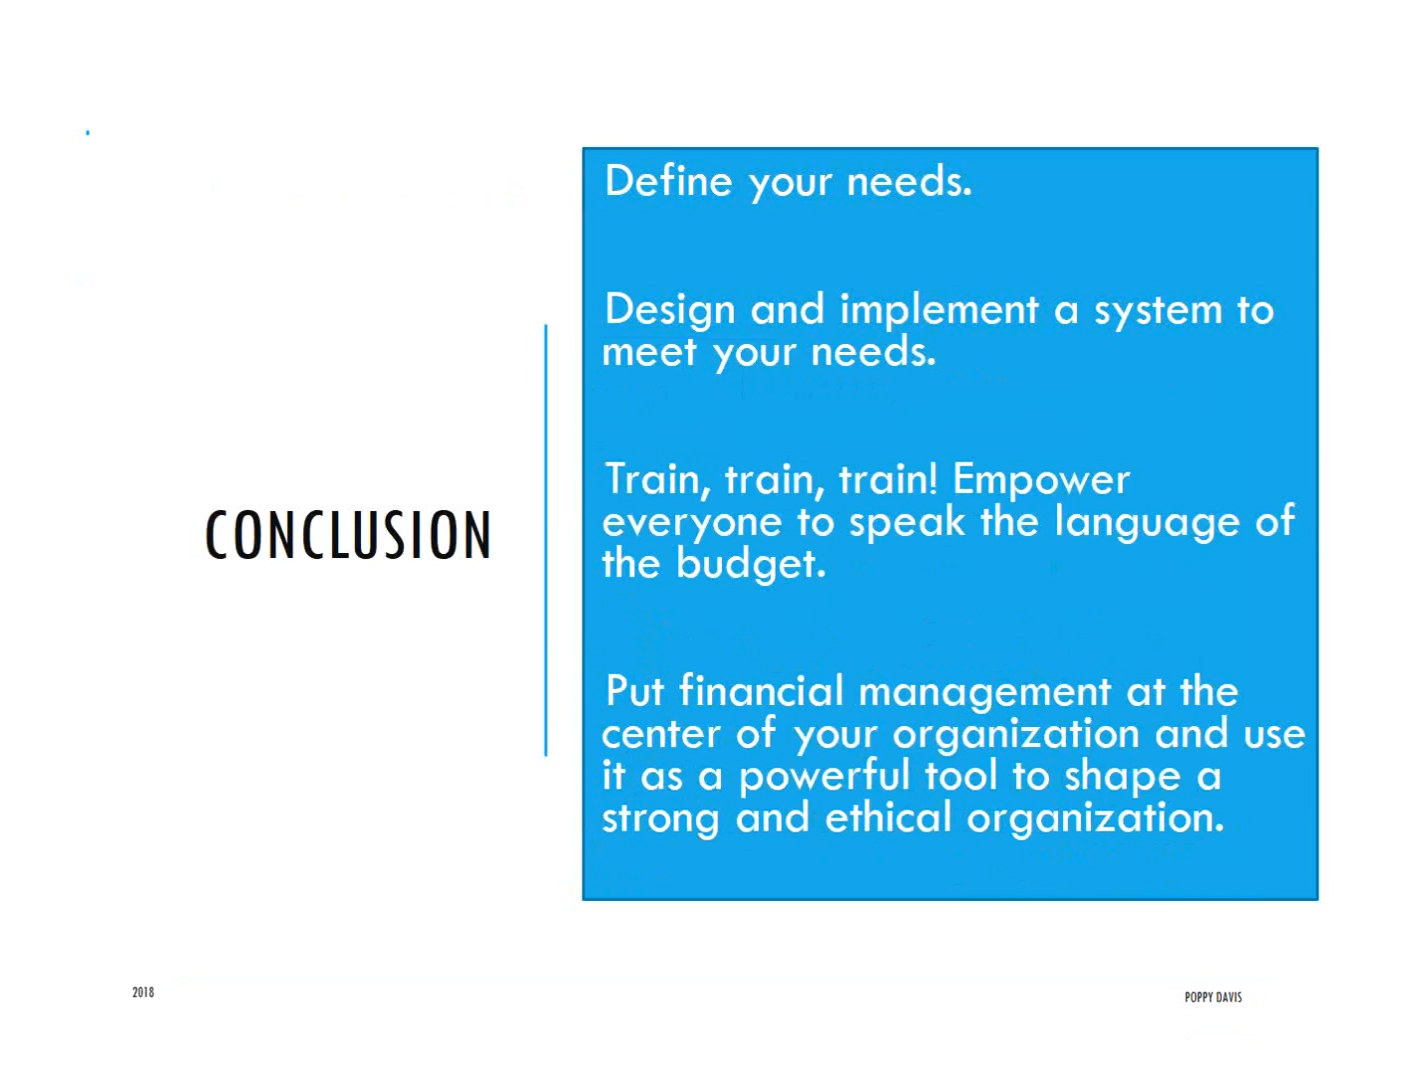 CONCLUSION
Define your needs.
Design and implement a system to
meet your needs.
Train, train, train! Empower
everyone to speak the language of
the budget.
Put financial management at the
center of your organization and use
it as a powerful tool to shape a
strong and ethical organization.
2018
POPPY DAVIS